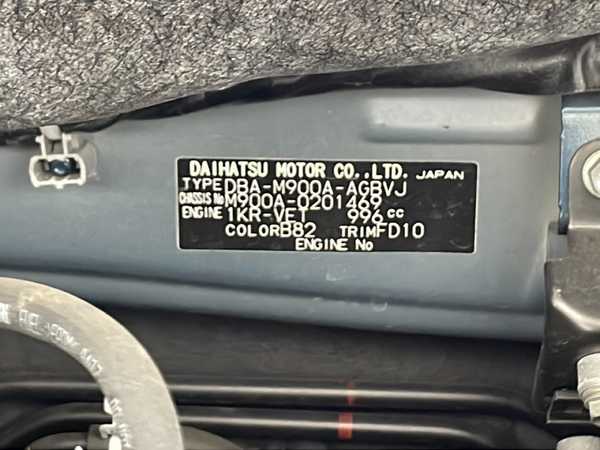 DAIHATSU MOTOR CO.,LTD. JAPAN
TYPE DBA-M900A-AGBVJ
CHASSIS No M900A-0201469
ENGINE 1KR-VET 996cc
COLOR B82 TRIM FD10
ENGINE No
FUEL